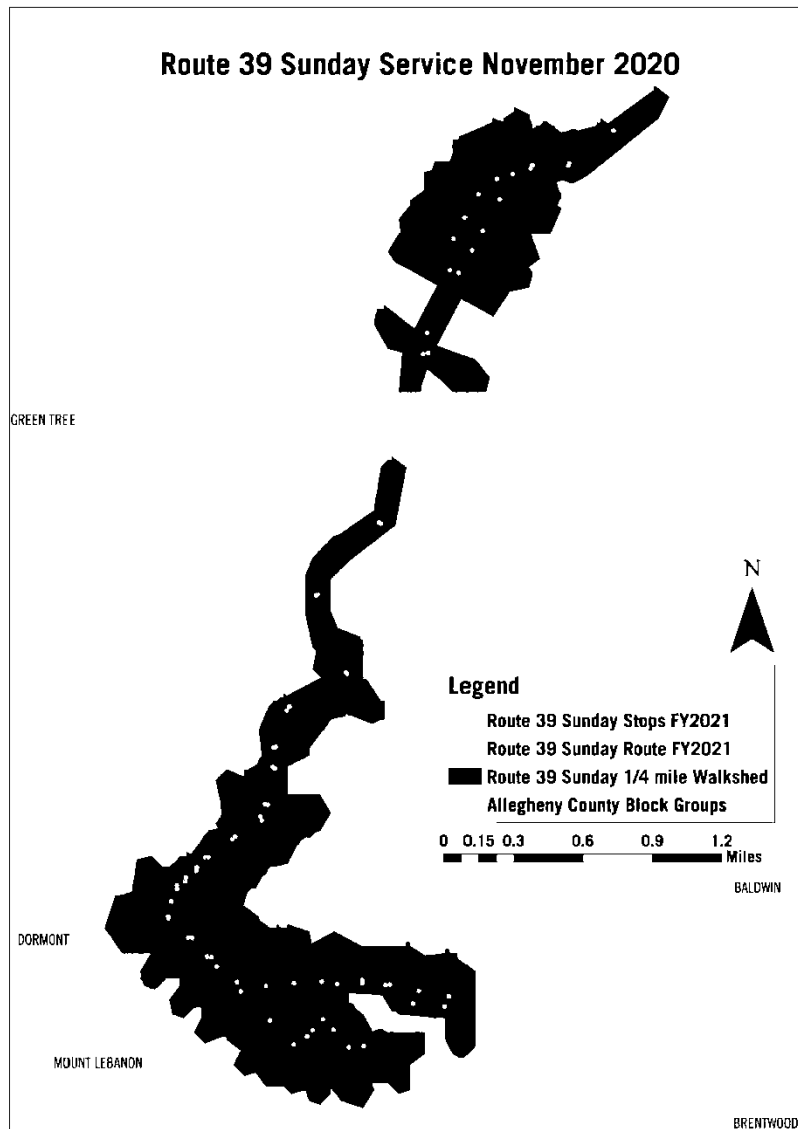 Route 39 Sunday Service November 2020
GREEN TREE
N
Legend
Route 39 Sunday Stops FY2021
Route 39 Sunday Route FY2021
Route 39 Sunday 1/4 mile Walkshed
Allegheny County Block Groups
0 0.15 0.3 0.6 0.9 1.2
Miles
BALDWIN
DORMONT
MOUNT LEBANON
BRENTWOOD